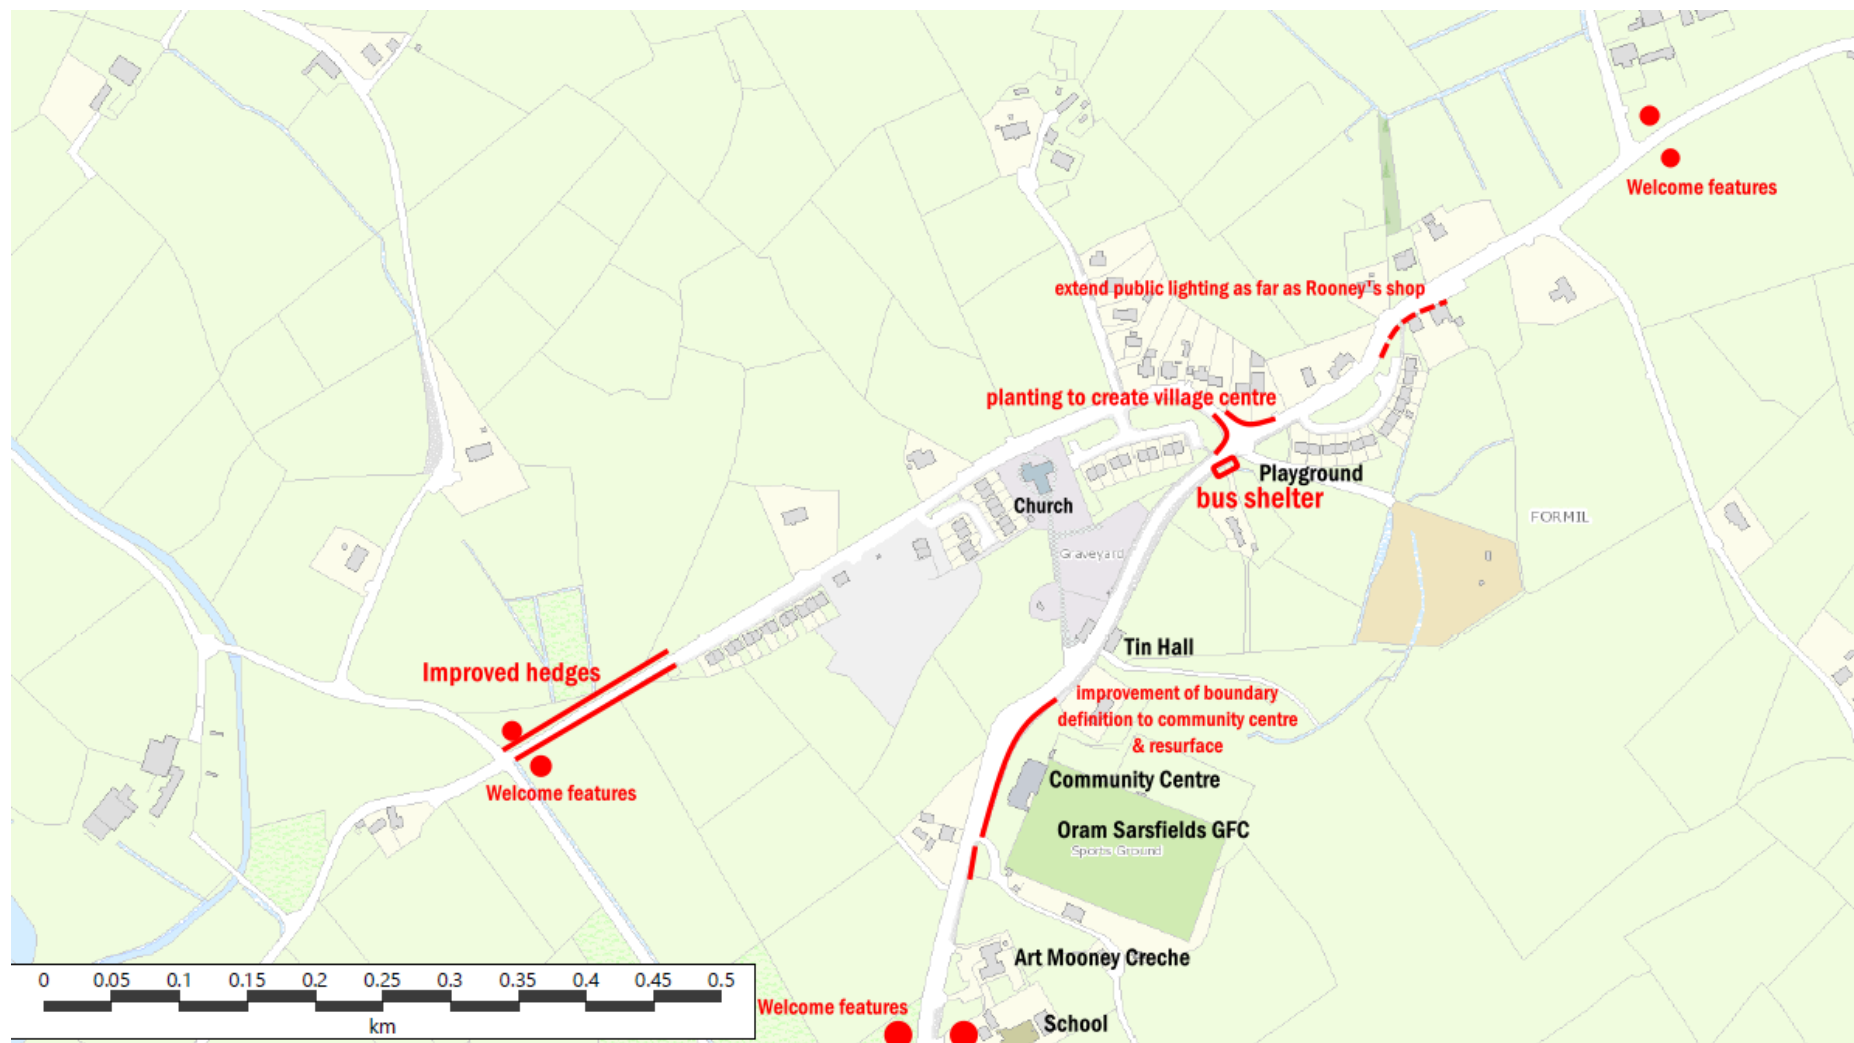 Welcome features
extend public lighting as far as Rooney's shop
planting to create village centre
Playground
bus shelter
Church
FORMIL
Graveyard
Tin Hall
Improved hedges
improvement of boundary
definition to community centre
& resurface
Community Centre
Welcome features
Oram Sarsfields GFC
Sports Ground
Art Mooney Creche
0 0.05 0.1 0.15 0.2 0.25 0.3 0.35 0.4 0.45 0.5
km
Welcome features
School